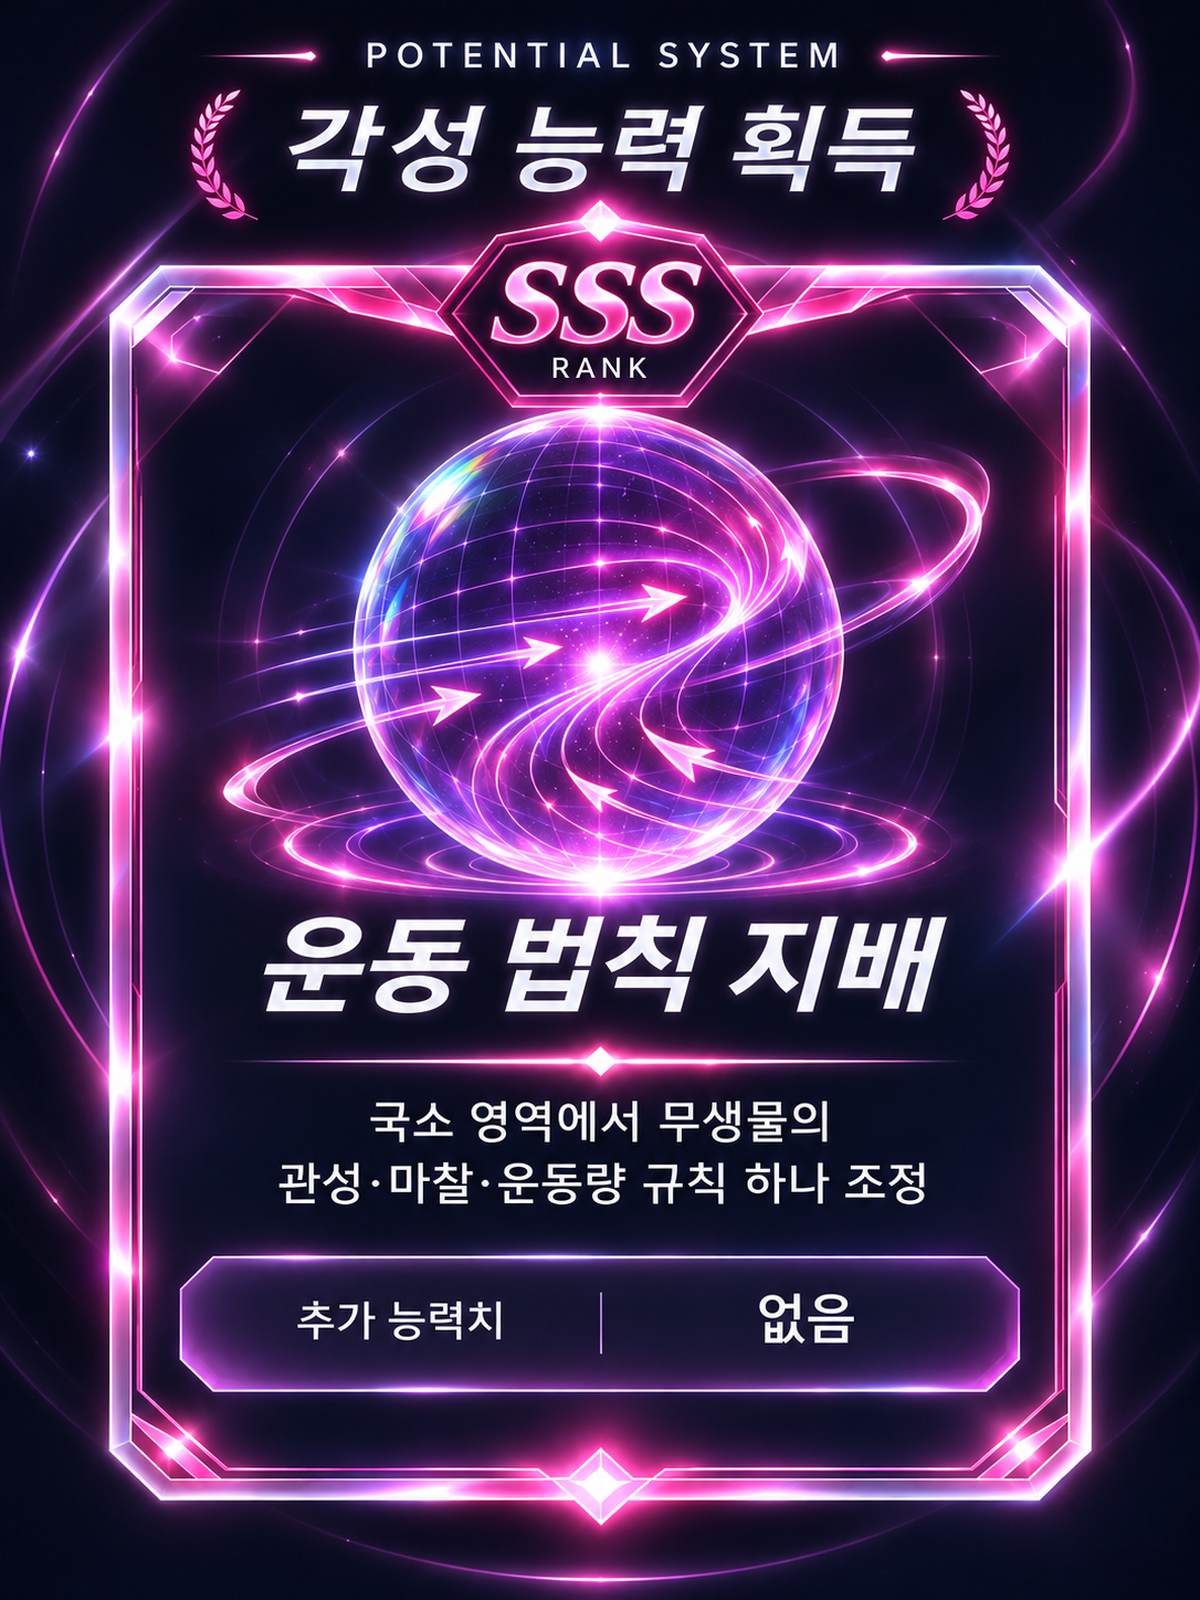 POTENTIAL SYSTEM
각성 능력 획득
SSS
RANK
운동 법칙 지배
국소 영역에서 무생물의
관성·마찰·운동량 규칙 하나 조정
추가 능력치 없음